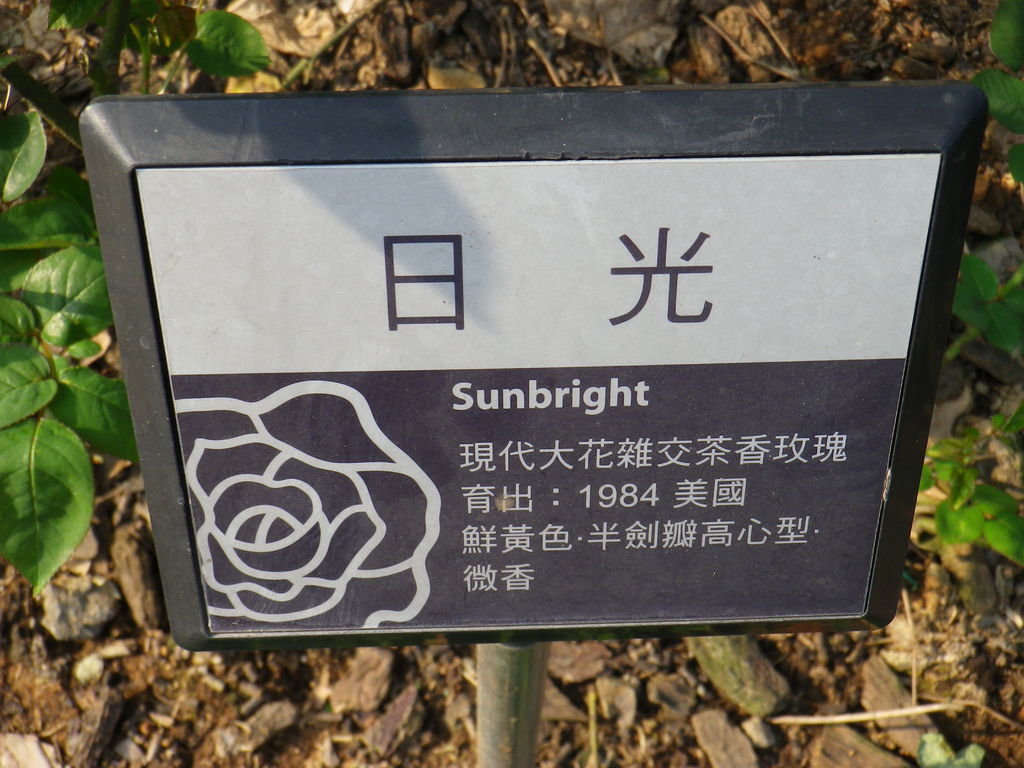 日 光
Sunbright
現代大花雜交茶香玫瑰
育出：1984 美國
鮮黃色·半劍瓣高心型·
微香